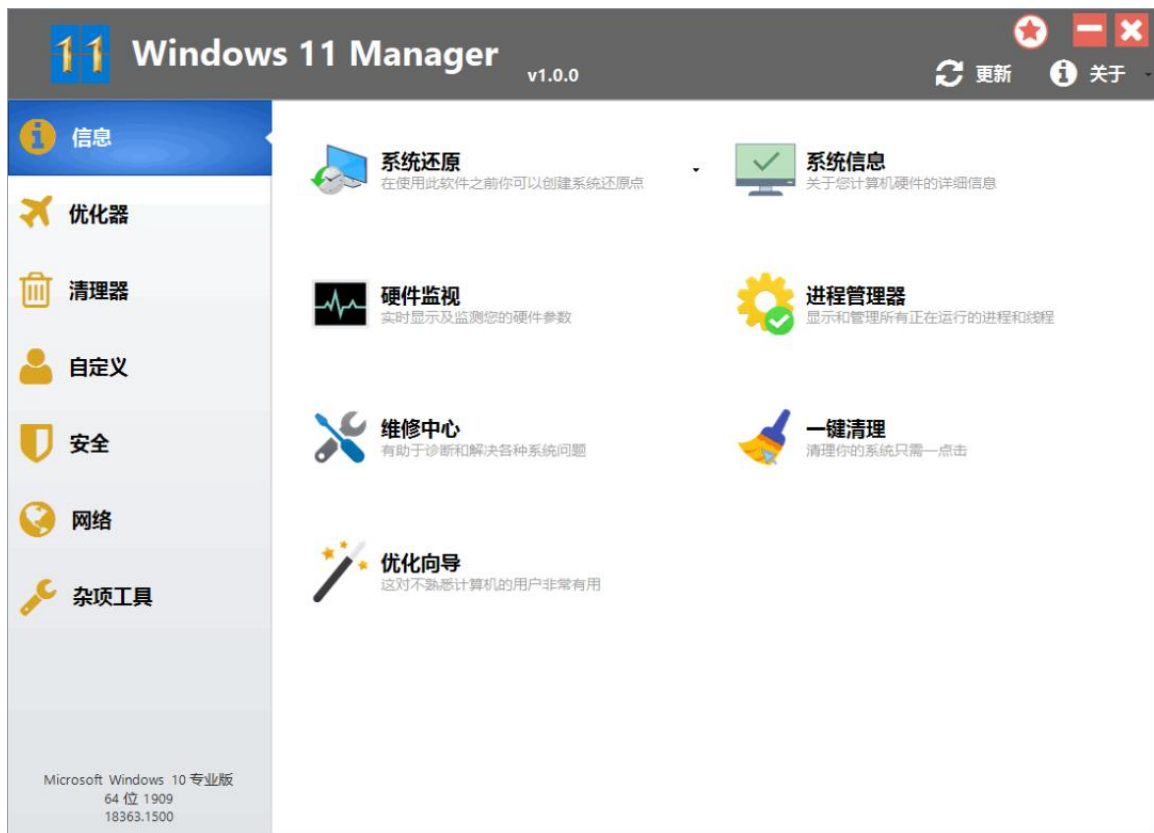 11 Windows 11 Manager v1.0.0
更新 关于
信息
优化器
清理器
自定义
安全
网络
杂项工具
Microsoft Windows 10 专业版
64 位 1909
18363.1500
系统还原
在使用此软件之前你可以创建系统还原点
系统信息
关于您计算机硬件的详细信息
硬件监视
实时显示及监测您的硬件参数
进程管理器
显示和管理所有正在运行的进程和线程
维修中心
有助于诊断和解决各种系统问题
一键清理
清理你的系统只需一点击
优化向导
这对不熟悉计算机的用户非常有用